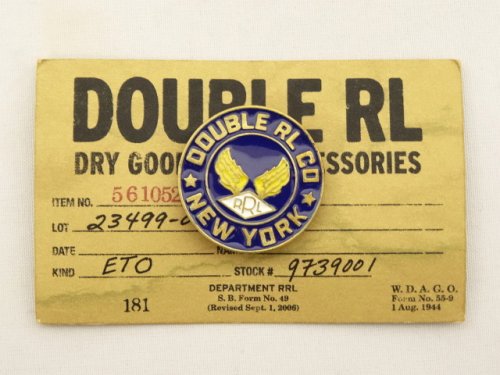 DOUBLE RL
DRY GOO ESSORIES
ITEM NO. 561052
LOT 23499-
DATE
KIND ETO STOCK # 9739001
181
DEPARTMENT RRL
S. B. Form No. 49
(Revised Sept. 1, 2006)
W. D. A. G. O.
Form No. 55-9
1 Aug. 1944
DOUBLE RL CO
RRL
NEW YORK